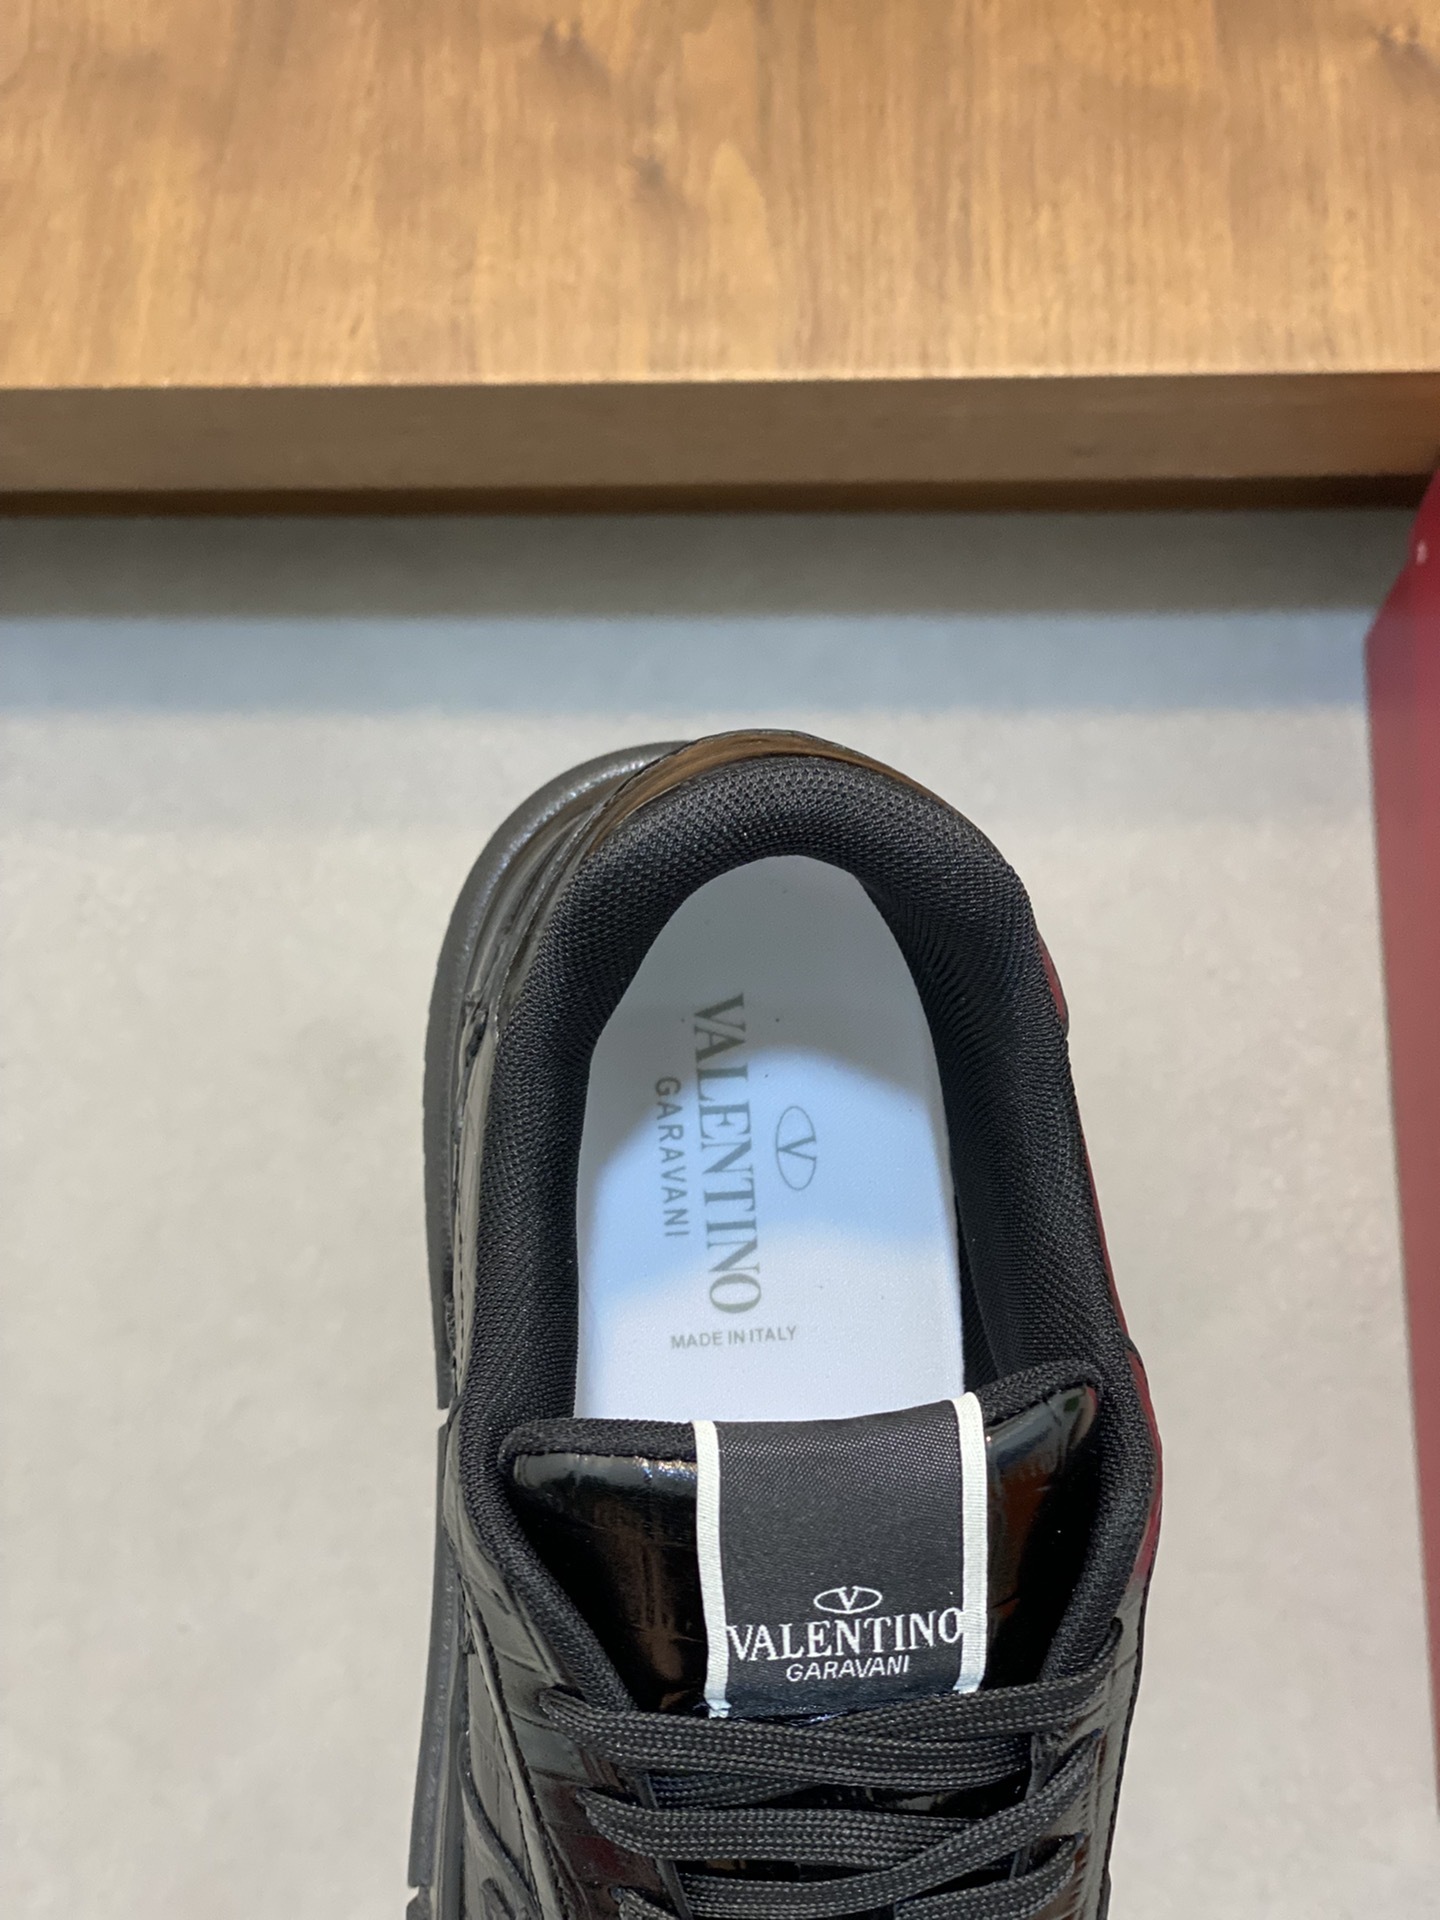 V
VALENTINO
GARAVANI
MADE IN ITALY
V
VALENTINO
GARAVANI